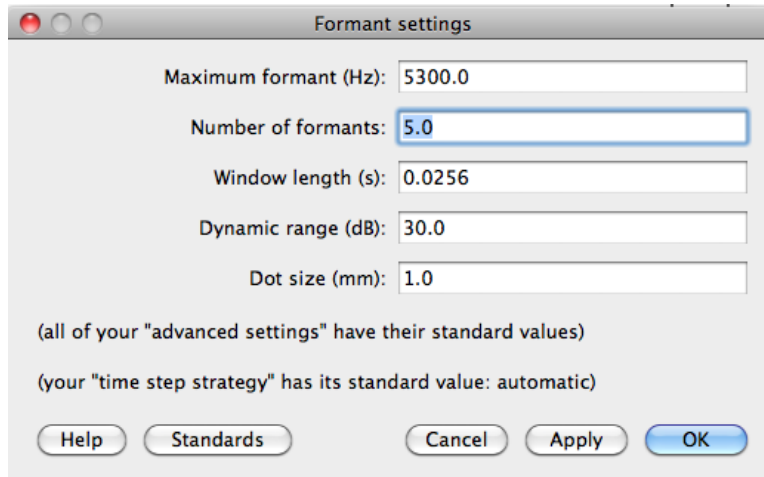 Formant settings
Maximum formant (Hz): 5300.0
Number of formants: 5.0
Window length (s): 0.0256
Dynamic range (dB): 30.0
Dot size (mm): 1.0
(all of your "advanced settings" have their standard values)
(your "time step strategy" has its standard value: automatic)
Help Standards Cancel Apply OK